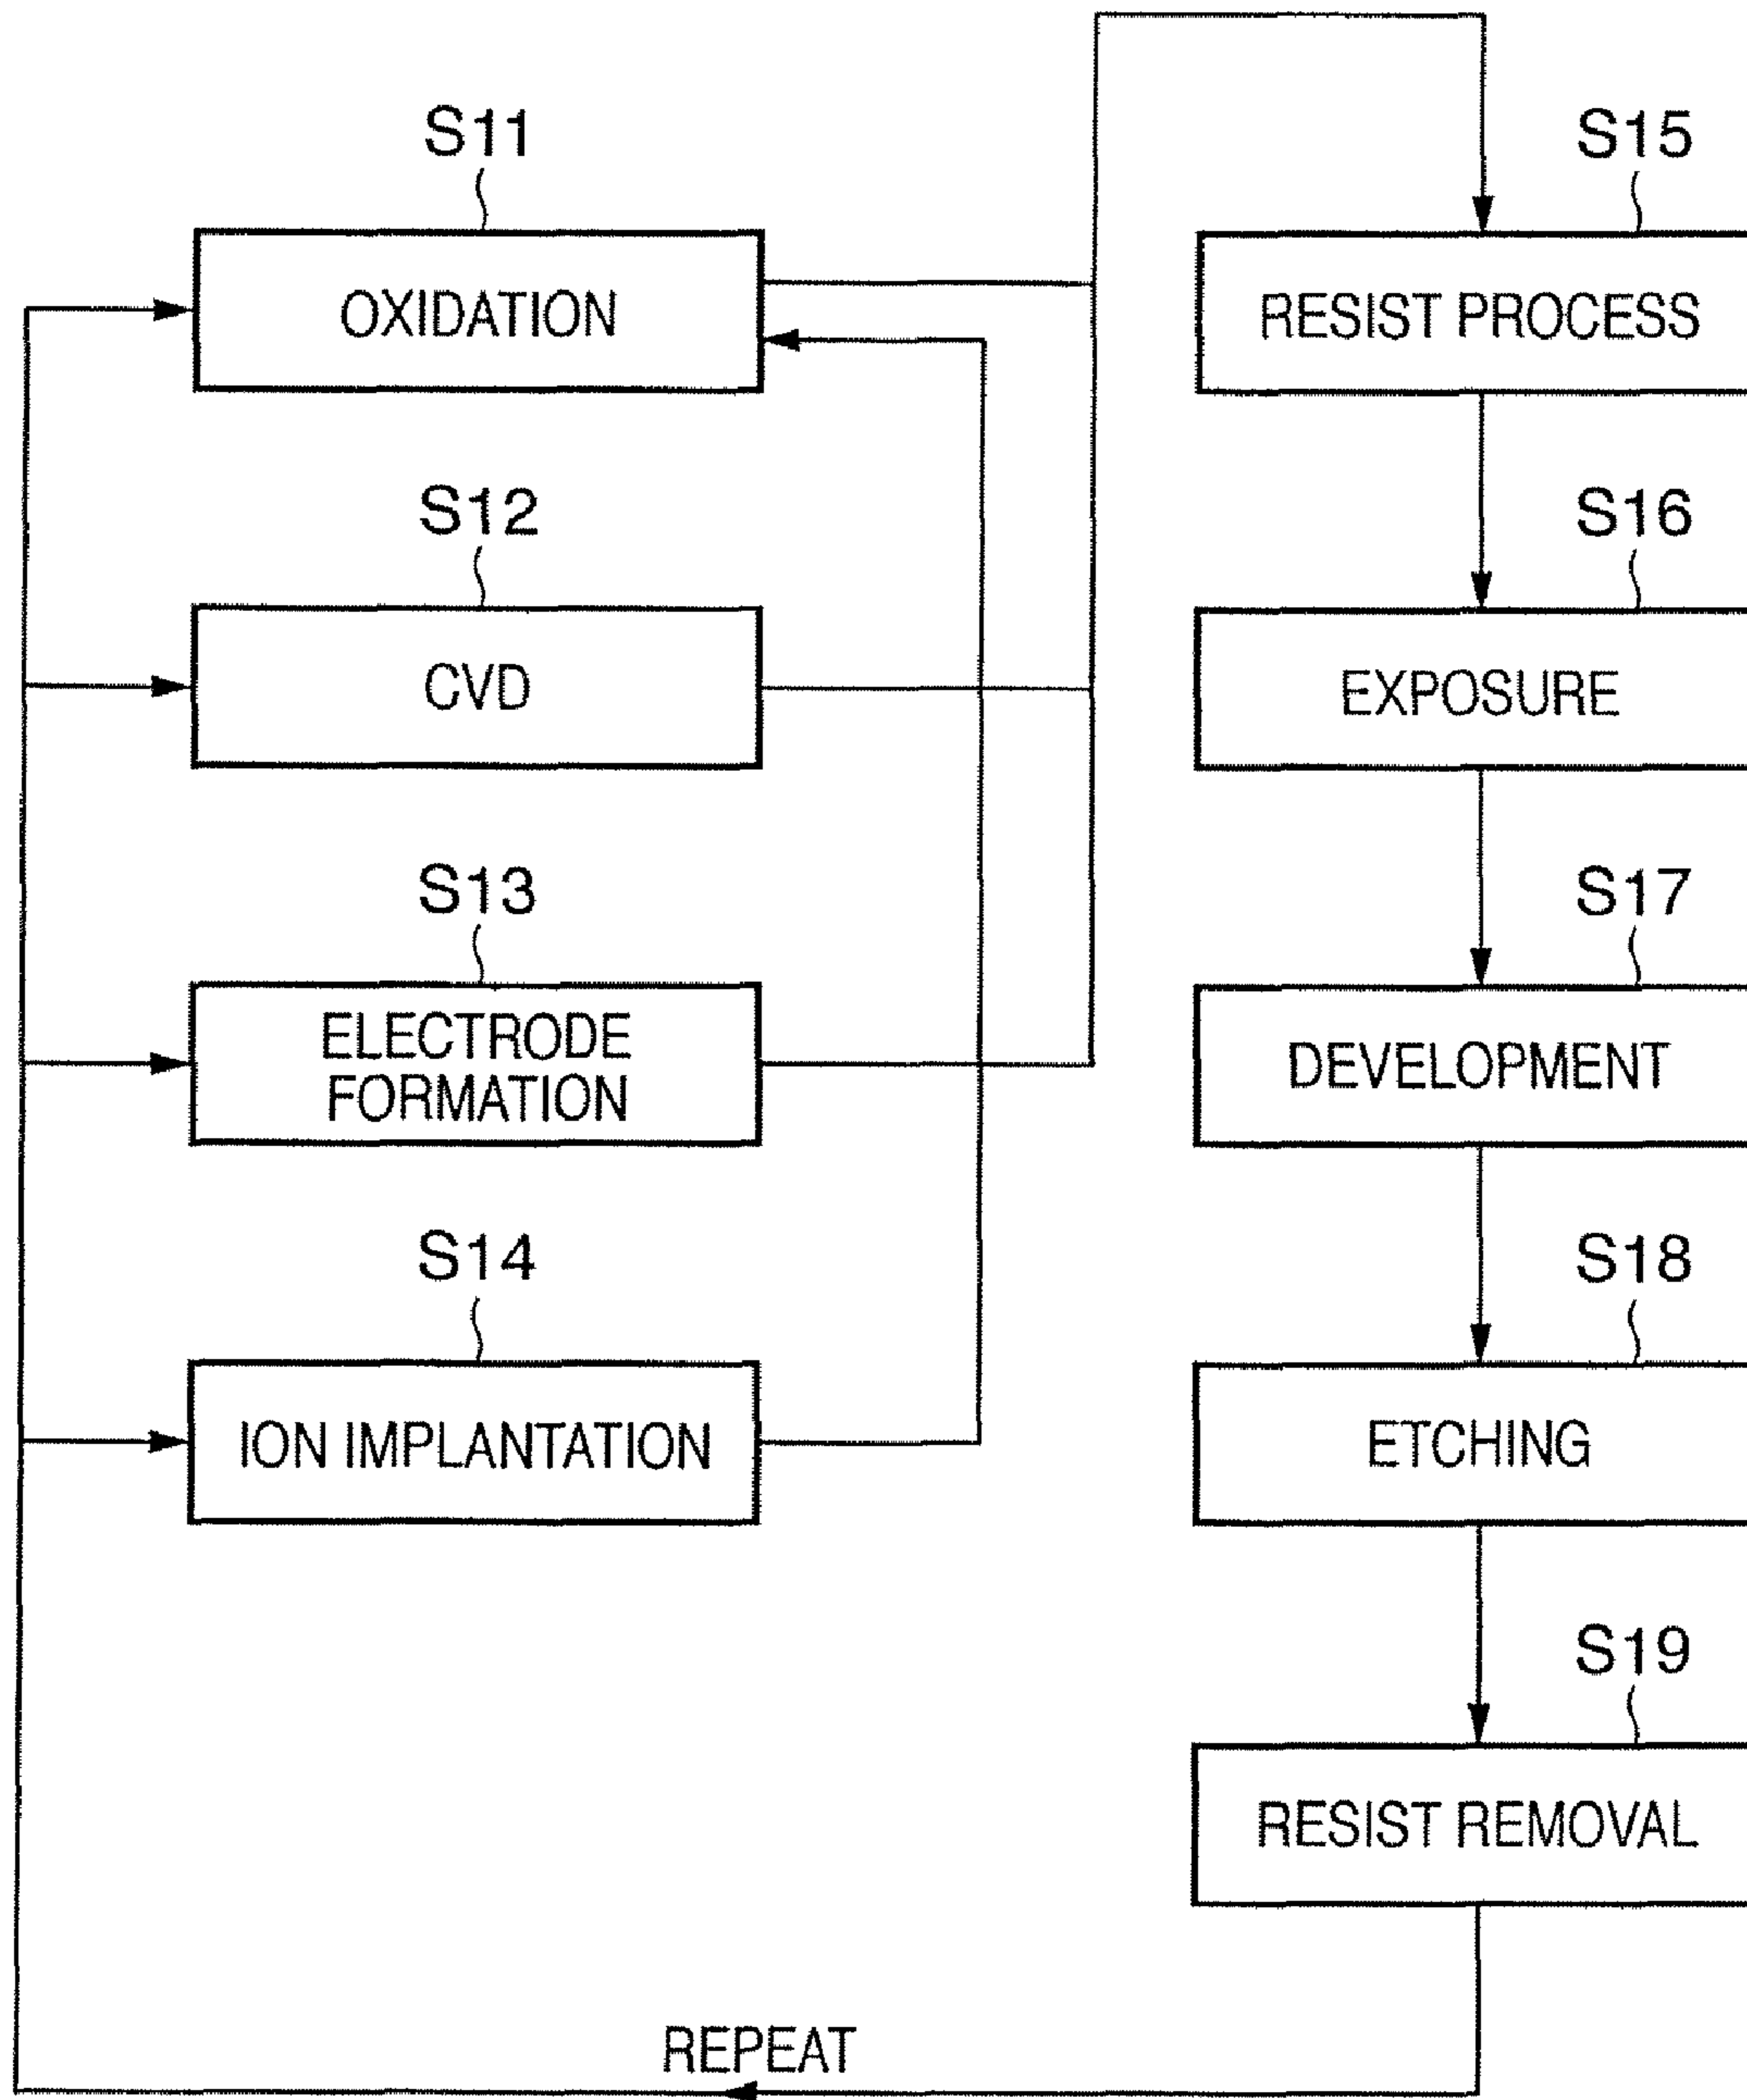 S11
OXIDATION
S12
CVD
S13
ELECTRODE
FORMATION
S14
ION IMPLANTATION
S15
RESIST PROCESS
S16
EXPOSURE
S17
DEVELOPMENT
S18
ETCHING
S19
RESIST REMOVAL
REPEAT